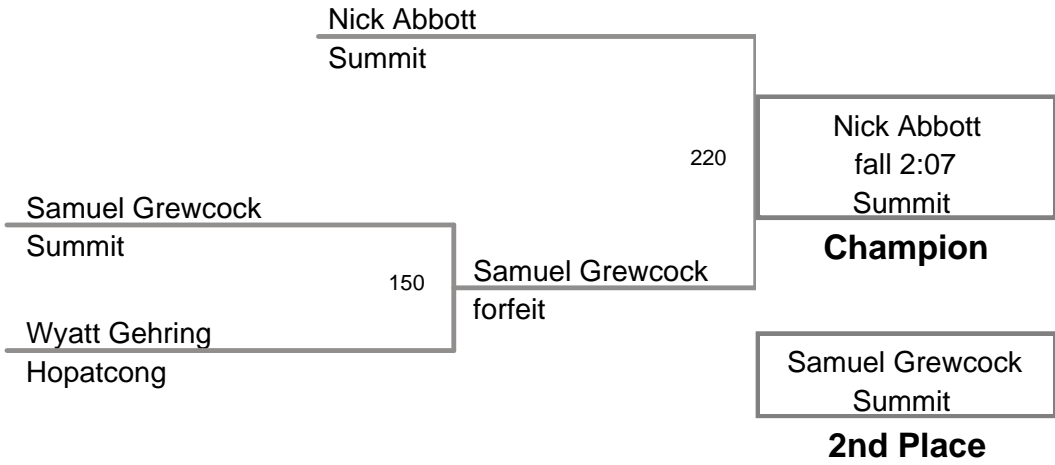 Nick Abbott
Summit
220
Nick Abbott
fall 2:07
Summit
Champion
Samuel Grewcock
Summit
150
Samuel Grewcock
forfeit
Wyatt Gehring
Hopatcong
Samuel Grewcock
Summit
2nd Place